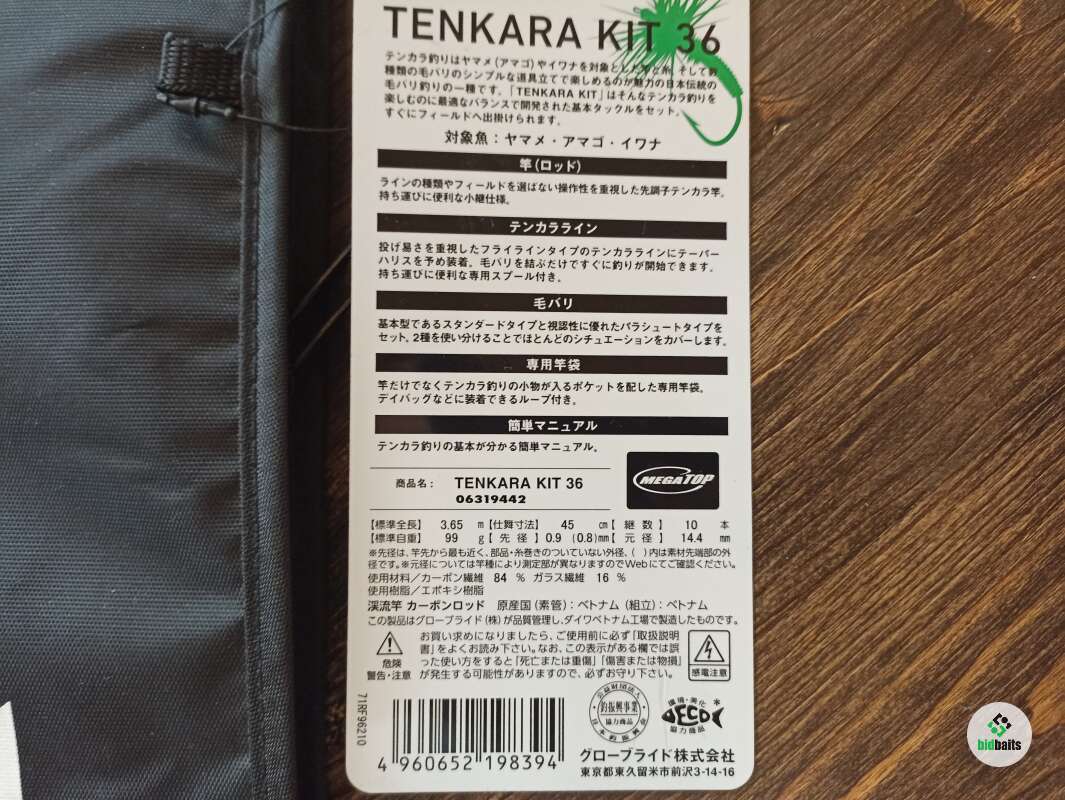 TENKARA KIT 36
テンカラ釣りはヤマメ(アマゴ)やイワナを対象とした竿と糸、そして数
種類の毛バリのシンプルな道具立てで楽しめるのが魅力の日本伝統の
毛バリ釣りの一種です。「TENKARA KIT」はそんなテンカラ釣りを
楽しむのに最適なバランスで開発された基本タックルをセット。
すぐにフィールドへ出掛けられます。
対象魚:ヤマメ・アマゴ・イワナ
竿(ロッド)
ラインの種類やフィールドを選ばない操作性を重視した先調子テンカラ竿。
持ち運びに便利な小継仕様。
テンカラライン
投げ易さを重視したフライラインタイプのテンカララインにテーパー
ハリスを予め装着。毛バリを結ぶだけですぐに釣りが開始できます。
持ち運びに便利な専用スプール付き。
毛バリ
基本型であるスタンダードタイプと視認性に優れたパラシュートタイプを
セット。2種を使い分けることでほとんどのシチュエーションをカバーします。
専用竿袋
竿だけでなくテンカラ釣りの小物が入るポケットを配した専用竿袋。
デイバッグなどに装着できるループ付き。
簡単マニュアル
テンカラ釣りの基本が分かる簡単マニュアル。
商品名: TENKARA KIT 36
06319442
MEGATOP
【標準全長】 3.65 m【仕舞寸法】 45 cm【継数】 10 本
【標準自重】 99 g【先径】0.9 (0.8)mm【元径】 14.4 mm
※先径は、竿先から最も近く、部品・糸巻きのついていない外径、( )内は素材先端部の外
径です。※元径については竿種により測定部が異なりますのでWebにてご確認ください。
使用材料/カーボン繊維 84 % ガラス繊維 16 %
使用樹脂/エポキシ樹脂
渓流竿 カーボンロッド 原産国(素管):ベトナム(組立):ベトナム
この製品はグローブライド(株)が品質管理し、ダイワベトナム工場で製造したものです。
危険
警告・注意
お買い求めになりましたら、ご使用前に必ず「取扱説明
書」をよくお読み下さい。なお、この表示がある欄では誤
った使い方をすると「死亡または重傷」「傷害または物損」
が発生する可能性がありますので、必ずお守り下さい。
感電注意
71RF96210
4 960652 198394
公益財団法人
釣振興事業
協力商品
日本釣振興会
環境・美化
ECO
協力商品
グローブライド株式会社
東京都東久留米市前沢3-14-16
bidbaits